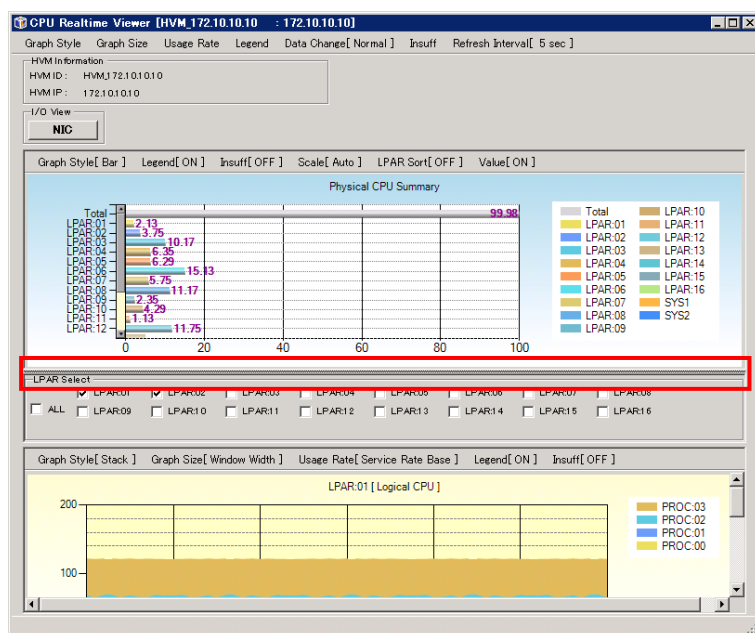 CPU Realtime Viewer [HVM_172.10.10.10 : 172.10.10.10]
Graph Style Graph Size Usage Rate Legend Data Change[ Normal ] Insuff Refresh Interval[ 5 sec ]
HVM Information
HVM ID : HVM_172.10.10.10
HVM IP : 172.10.10.10
I/O View
NIC
Graph Style[ Bar ] Legend[ ON ] Insuff[ OFF ] Scale[ Auto ] LPAR Sort[ OFF ] Value[ ON ]
Physical CPU Summary
Total 99.98
LPAR:01 2.13
LPAR:02 3.75
LPAR:03 10.17
LPAR:04 6.35
LPAR:05 6.29
LPAR:06 15.13
LPAR:07 5.75
LPAR:08 11.17
LPAR:09 2.35
LPAR:10 4.29
LPAR:11 1.13
LPAR:12 11.75
0 20 40 60 80 100
Total LPAR:10
LPAR:01 LPAR:11
LPAR:02 LPAR:12
LPAR:03 LPAR:13
LPAR:04 LPAR:14
LPAR:05 LPAR:15
LPAR:06 LPAR:16
LPAR:07 SYS1
LPAR:08 SYS2
LPAR:09
LPAR Select
LPAR:01 LPAR:02 LPAR:03 LPAR:04 LPAR:05 LPAR:06 LPAR:07 LPAR:08
ALL LPAR:09 LPAR:10 LPAR:11 LPAR:12 LPAR:13 LPAR:14 LPAR:15 LPAR:16
Graph Style[ Stack ] Graph Size[ Window Width ] Usage Rate[ Service Rate Base ] Legend[ ON ] Insuff[ OFF ]
LPAR:01 [ Logical CPU ]
200
100
PROC:03
PROC:02
PROC:01
PROC:00